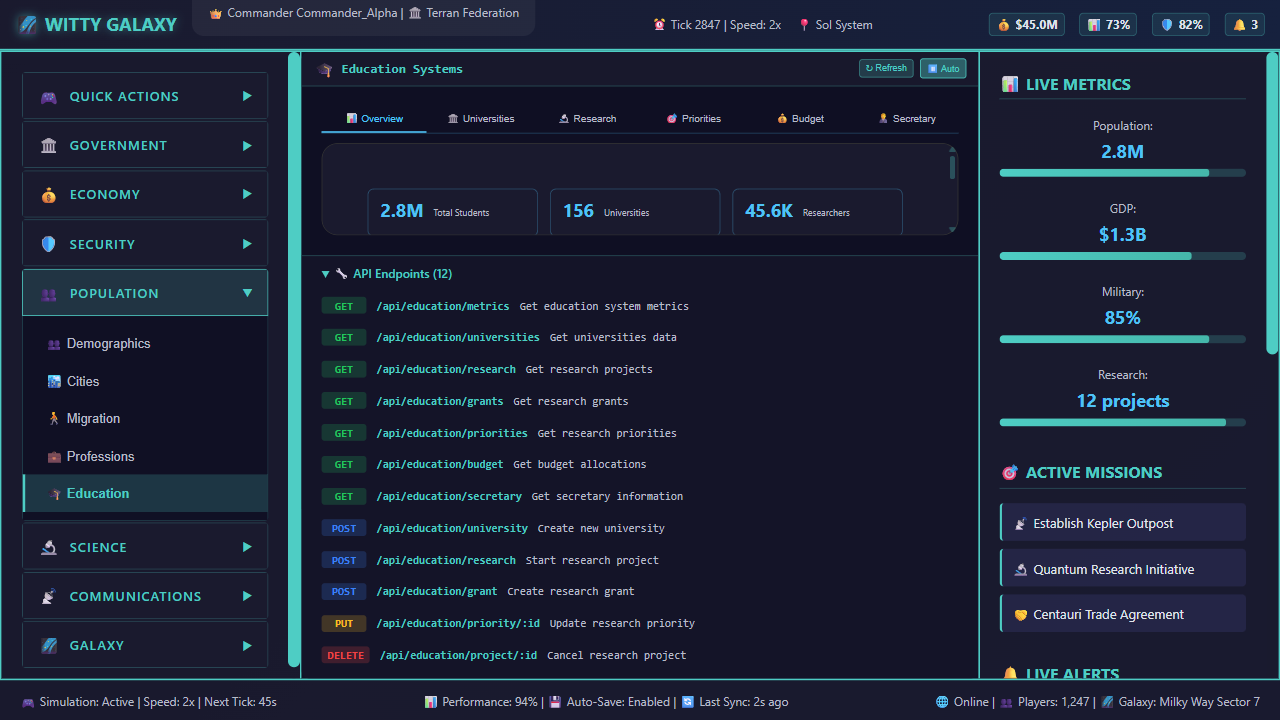 WITTY GALAXY
Commander Commander_Alpha | Terran Federation
Tick 2847 | Speed: 2x
Sol System
$45.0M
73%
82%
3
QUICK ACTIONS
GOVERNMENT
ECONOMY
SECURITY
POPULATION
Demographics
Cities
Migration
Professions
Education
SCIENCE
COMMUNICATIONS
GALAXY
Education Systems
↻ Refresh
Auto
Overview
Universities
Research
Priorities
Budget
Secretary
2.8M Total Students
156 Universities
45.6K Researchers
▼ API Endpoints (12)
GET /api/education/metrics Get education system metrics
GET /api/education/universities Get universities data
GET /api/education/research Get research projects
GET /api/education/grants Get research grants
GET /api/education/priorities Get research priorities
GET /api/education/budget Get budget allocations
GET /api/education/secretary Get secretary information
POST /api/education/university Create new university
POST /api/education/research Start research project
POST /api/education/grant Create research grant
PUT /api/education/priority/:id Update research priority
DELETE /api/education/project/:id Cancel research project
LIVE METRICS
Population:
2.8M
GDP:
$1.3B
Military:
85%
Research:
12 projects
ACTIVE MISSIONS
Establish Kepler Outpost
Quantum Research Initiative
Centauri Trade Agreement
LIVE ALERTS
Simulation: Active | Speed: 2x | Next Tick: 45s
Performance: 94% | Auto-Save: Enabled | Last Sync: 2s ago
Online | Players: 1,247 | Galaxy: Milky Way Sector 7